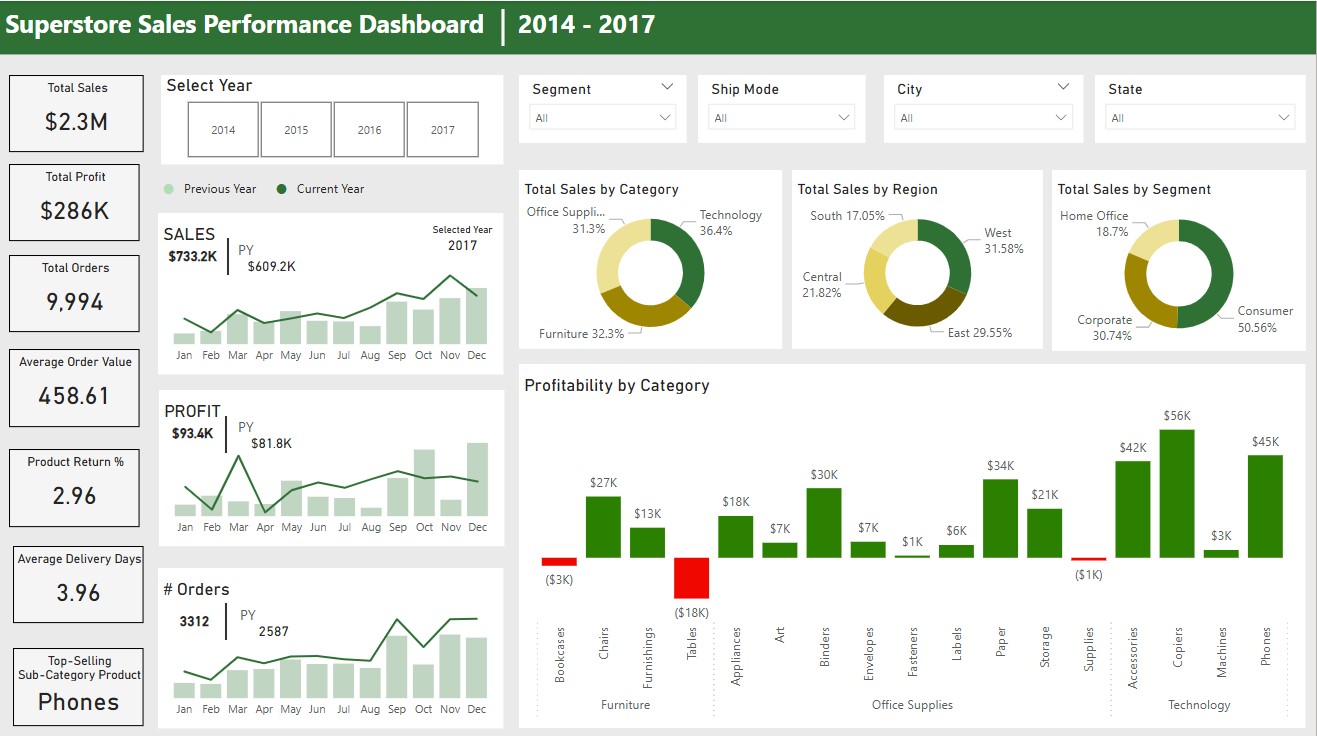 Superstore Sales Performance Dashboard | 2014 - 2017
Total Sales
$2.3M
Total Profit
$286K
Total Orders
9,994
Average Order Value
458.61
Product Return %
2.96
Average Delivery Days
3.96
Top-Selling
Sub-Category Product
Phones
Select Year
2014 2015 2016 2017
Previous Year Current Year
SALES
$733.2K
PY
$609.2K
Selected Year
2017
Jan Feb Mar Apr May Jun Jul Aug Sep Oct Nov Dec
PROFIT
$93.4K
PY
$81.8K
Jan Feb Mar Apr May Jun Jul Aug Sep Oct Nov Dec
# Orders
3312
PY
2587
Jan Feb Mar Apr May Jun Jul Aug Sep Oct Nov Dec
Segment
All
Ship Mode
All
City
All
State
All
Total Sales by Category
Office Suppli...
31.3%
Technology
36.4%
Furniture 32.3%
Total Sales by Region
South 17.05%
West
31.58%
Central
21.82%
East 29.55%
Total Sales by Segment
Home Office
18.7%
Consumer
50.56%
Corporate
30.74%
Profitability by Category
($3K) $27K $13K ($18K) $18K $7K $30K $7K $1K $6K $34K $21K ($1K) $42K $56K $3K $45K
Bookcases Chairs Furnishings Tables Appliances Art Binders Envelopes Fasteners Labels Paper Storage Supplies Accessories Copiers Machines Phones
Furniture Office Supplies Technology